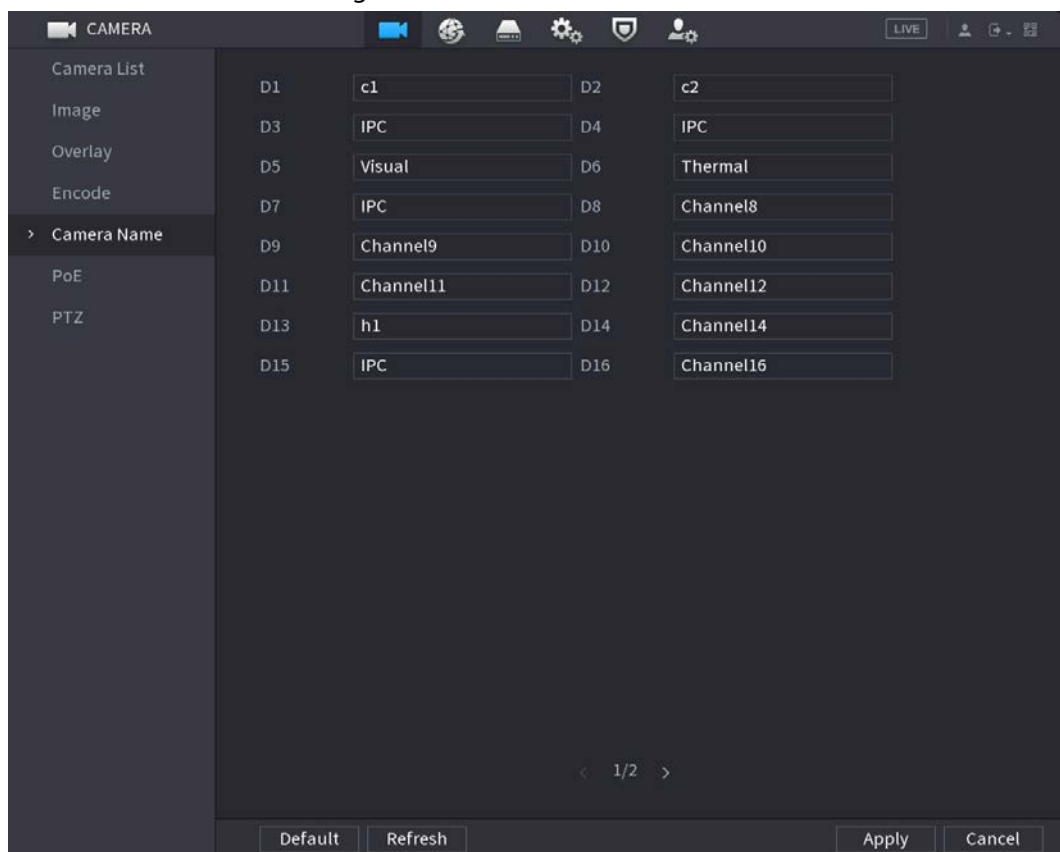 CAMERA LIVE
Camera List
Image
Overlay
Encode
Camera Name
PoE
PTZ
D1 c1 D2 c2
D3 IPC D4 IPC
D5 Visual D6 Thermal
D7 IPC D8 Channel8
D9 Channel9 D10 Channel10
D11 Channel11 D12 Channel12
D13 h1 D14 Channel14
D15 IPC D16 Channel16
1/2
Default Refresh Apply Cancel